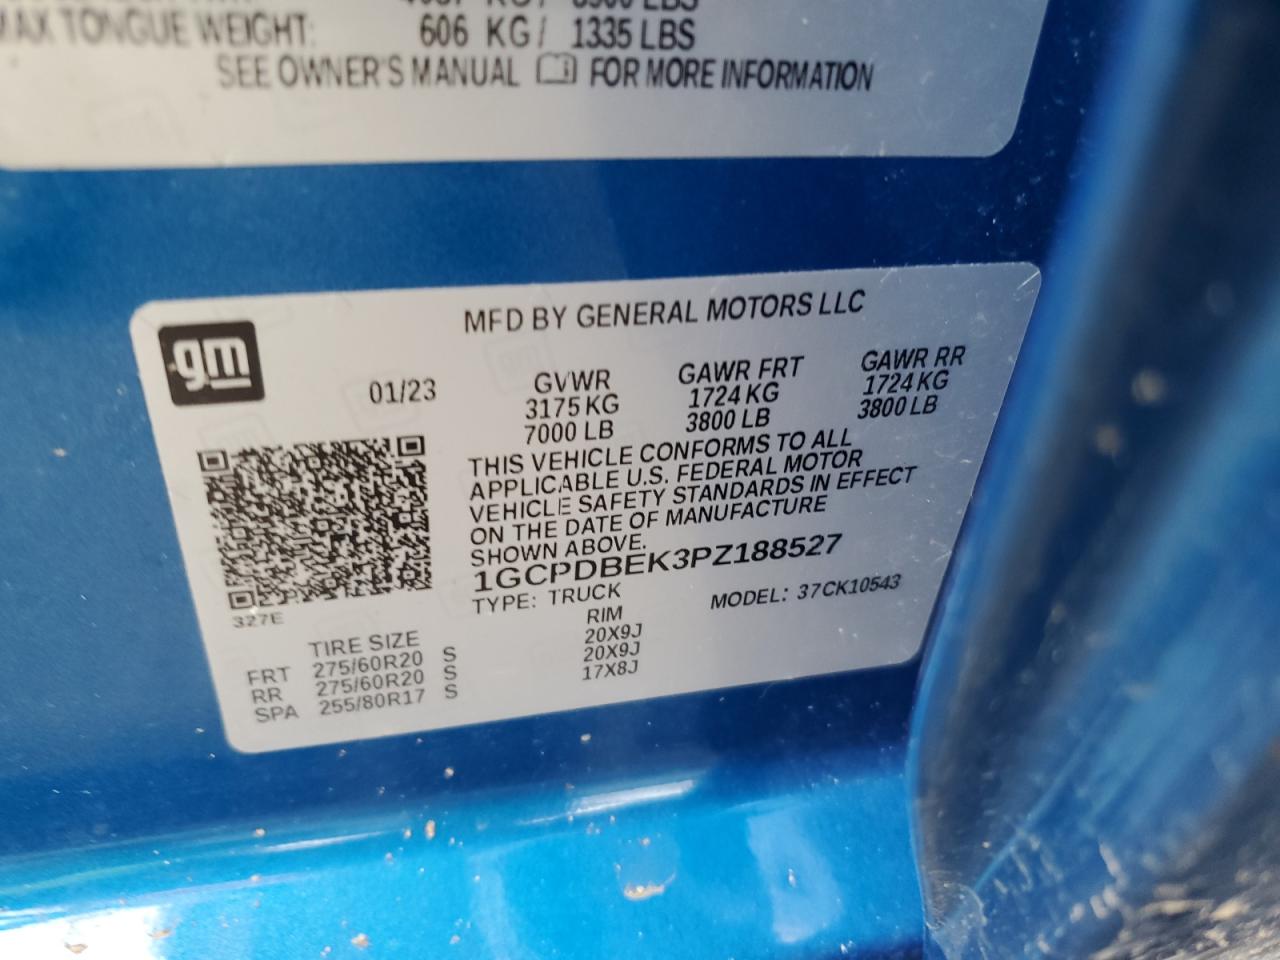 MAX TONGUE WEIGHT: 606 KG / 1335 LBS
SEE OWNER'S MANUAL FOR MORE INFORMATION
gm
MFD BY GENERAL MOTORS LLC
01/23
GVWR GAWR FRT GAWR RR
3175 KG 1724 KG 1724 KG
7000 LB 3800 LB 3800 LB
THIS VEHICLE CONFORMS TO ALL
APPLICABLE U.S. FEDERAL MOTOR
VEHICLE SAFETY STANDARDS IN EFFECT
ON THE DATE OF MANUFACTURE
SHOWN ABOVE.
1GCPDBEK3PZ188527
TYPE: TRUCK MODEL: 37CK10543
327E
TIRE SIZE RIM
FRT 275/60R20 S 20X9J
RR 275/60R20 S 20X9J
SPA 255/80R17 S 17X8J